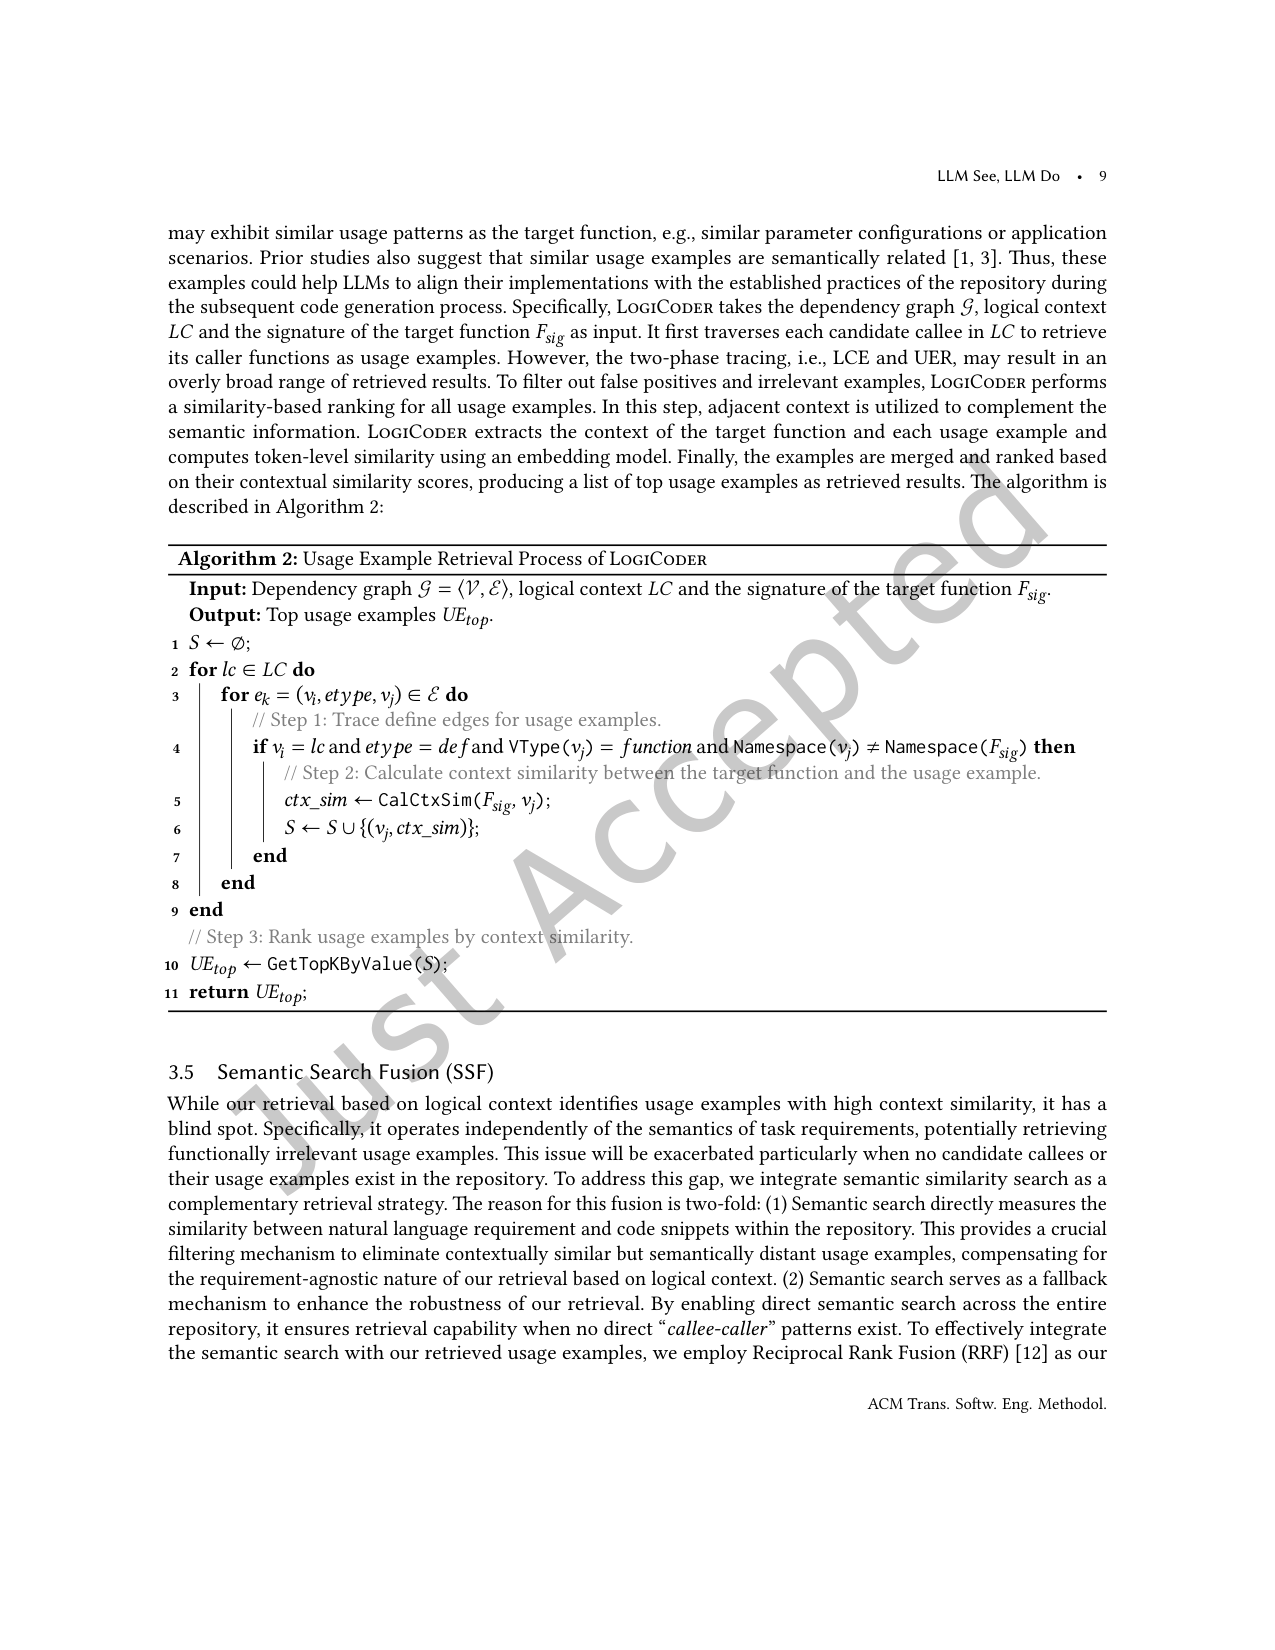 LLM See, LLM Do • 9
may exhibit similar usage patterns as the target function, e.g., similar parameter configurations or application
scenarios. Prior studies also suggest that similar usage examples are semantically related [1, 3]. Thus, these
examples could help LLMs to align their implementations with the established practices of the repository during
the subsequent code generation process. Specifically, LogiCoder takes the dependency graph 𝒢, logical context
LC and the signature of the target function F_sig as input. It first traverses each candidate callee in LC to retrieve
its caller functions as usage examples. However, the two-phase tracing, i.e., LCE and UER, may result in an
overly broad range of retrieved results. To filter out false positives and irrelevant examples, LogiCoder performs
a similarity-based ranking for all usage examples. In this step, adjacent context is utilized to complement the
semantic information. LogiCoder extracts the context of the target function and each usage example and
computes token-level similarity using an embedding model. Finally, the examples are merged and ranked based
on their contextual similarity scores, producing a list of top usage examples as retrieved results. The algorithm is
described in Algorithm 2:
Algorithm 2: Usage Example Retrieval Process of LogiCoder
Input: Dependency graph 𝒢 = ⟨𝒱, ℰ⟩, logical context LC and the signature of the target function F_sig.
Output: Top usage examples UE_top.
1 S ← ∅;
2 for lc ∈ LC do
3 for e_k = (v_i, etype, v_j) ∈ ℰ do
// Step 1: Trace define edges for usage examples.
4 if v_i = lc and etype = def and VType(v_j) = function and Namespace(v_j) ≠ Namespace(F_sig) then
// Step 2: Calculate context similarity between the target function and the usage example.
5 ctx_sim ← CalCtxSim(F_sig, v_j);
6 S ← S ∪ {(v_j, ctx_sim)};
7 end
8 end
9 end
// Step 3: Rank usage examples by context similarity.
10 UE_top ← GetTopKByValue(S);
11 return UE_top;
3.5 Semantic Search Fusion (SSF)
While our retrieval based on logical context identifies usage examples with high context similarity, it has a
blind spot. Specifically, it operates independently of the semantics of task requirements, potentially retrieving
functionally irrelevant usage examples. This issue will be exacerbated particularly when no candidate callees or
their usage examples exist in the repository. To address this gap, we integrate semantic similarity search as a
complementary retrieval strategy. The reason for this fusion is two-fold: (1) Semantic search directly measures the
similarity between natural language requirement and code snippets within the repository. This provides a crucial
filtering mechanism to eliminate contextually similar but semantically distant usage examples, compensating for
the requirement-agnostic nature of our retrieval based on logical context. (2) Semantic search serves as a fallback
mechanism to enhance the robustness of our retrieval. By enabling direct semantic search across the entire
repository, it ensures retrieval capability when no direct “callee-caller” patterns exist. To effectively integrate
the semantic search with our retrieved usage examples, we employ Reciprocal Rank Fusion (RRF) [12] as our
ACM Trans. Softw. Eng. Methodol.
Just Accepted